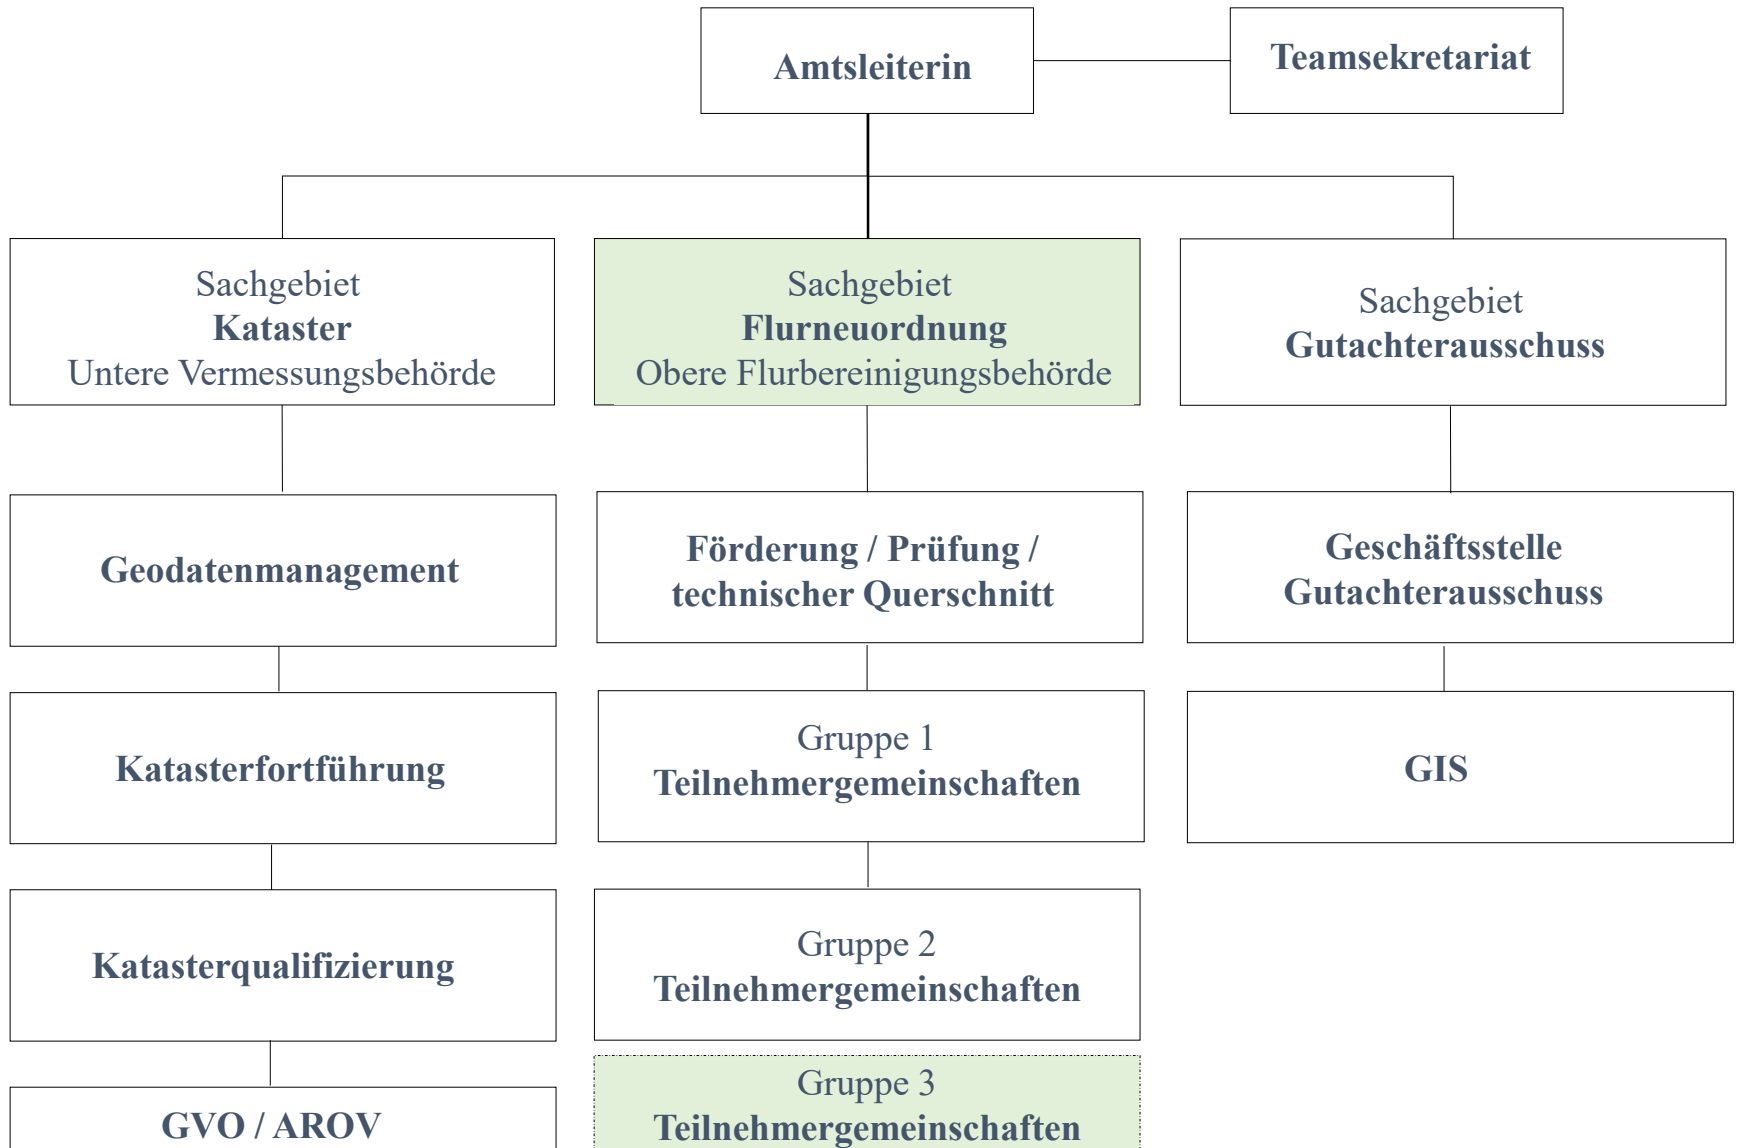 Amtsleiterin
Teamsekretariat
Sachgebiet
Kataster
Untere Vermessungsbehörde
Sachgebiet
Flurneuordnung
Obere Flurbereinigungsbehörde
Sachgebiet
Gutachterausschuss
Geodatenmanagement
Förderung / Prüfung /
technischer Querschnitt
Geschäftsstelle
Gutachterausschuss
Katasterfortführung
Gruppe 1
Teilnehmergemeinschaften
GIS
Katasterqualifizierung
Gruppe 2
Teilnehmergemeinschaften
GVO / AROV
Gruppe 3
Teilnehmergemeinschaften